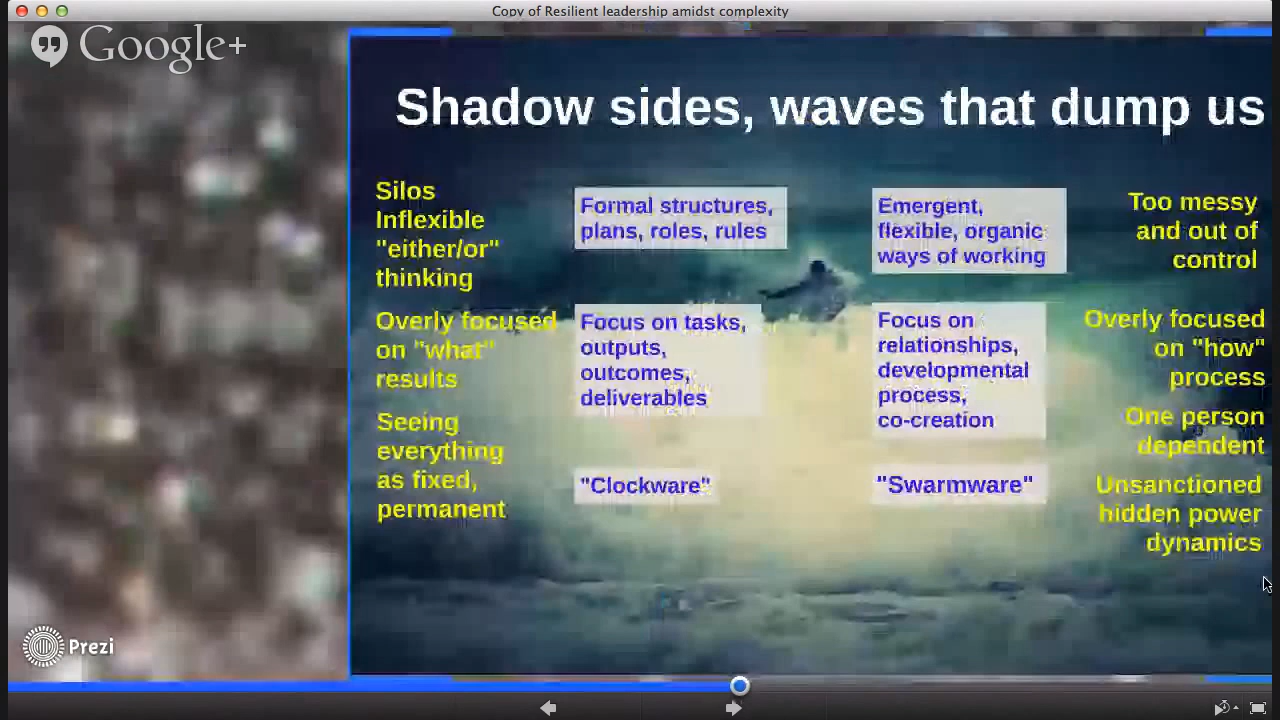 Copy of Resilient leadership amidst complexity
Google+
Shadow sides, waves that dump us
Silos
Inflexible
"either/or"
thinking
Overly focused
on "what"
results
Seeing
everything
as fixed,
permanent
Formal structures,
plans, roles, rules
Focus on tasks,
outputs,
outcomes,
deliverables
"Clockware"
Emergent,
flexible, organic
ways of working
Focus on
relationships,
developmental
process,
co-creation
"Swarmware"
Too messy
and out of
control
Overly focused
on "how"
process
One person
dependent
Unsanctioned
hidden power
dynamics
Prezi